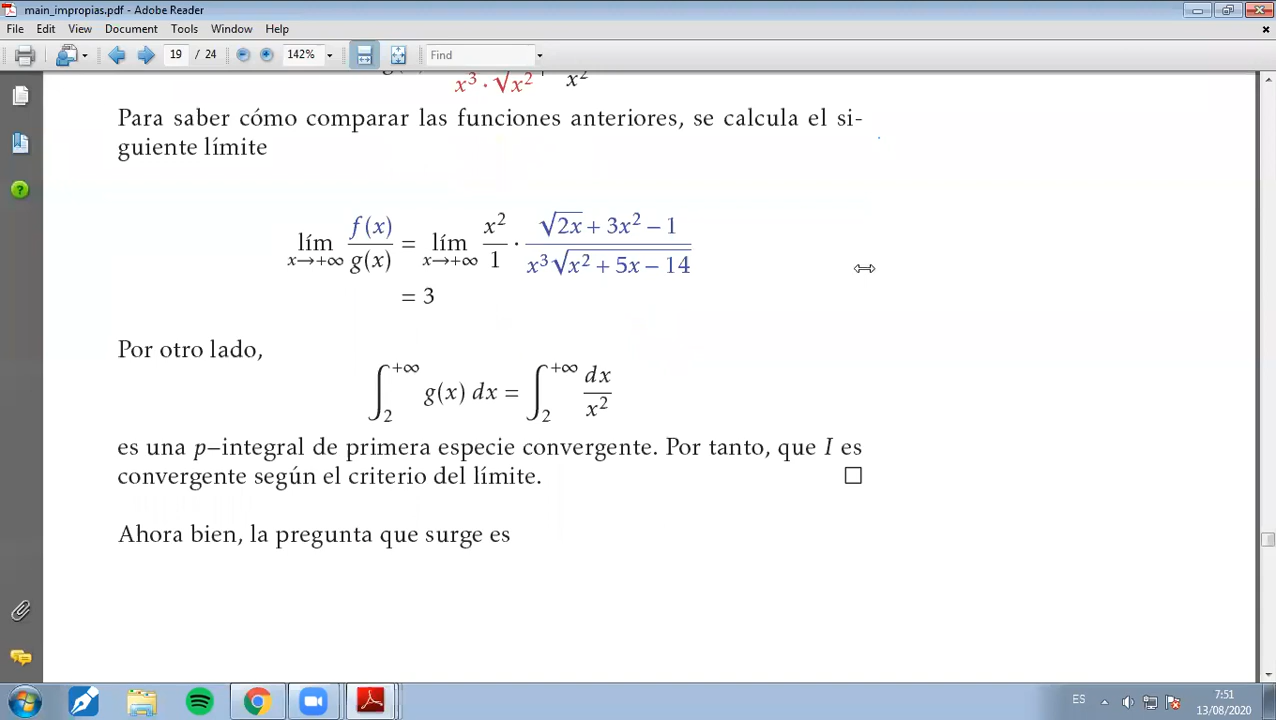 main_impropias.pdf - Adobe Reader
File Edit View Document Tools Window Help
19 / 24 142% Find
x³ · √x² x²
Para saber cómo comparar las funciones anteriores, se calcula el si-
guiente límite
lím x→+∞ f(x)/g(x) = lím x→+∞ x²/1 · (√2x + 3x² − 1)/(x³√x² + 5x − 14)
= 3
Por otro lado,
∫₂^+∞ g(x) dx = ∫₂^+∞ dx/x²
es una p−integral de primera especie convergente. Por tanto, que I es
convergente según el criterio del límite. □
Ahora bien, la pregunta que surge es
ES
7:51
13/08/2020